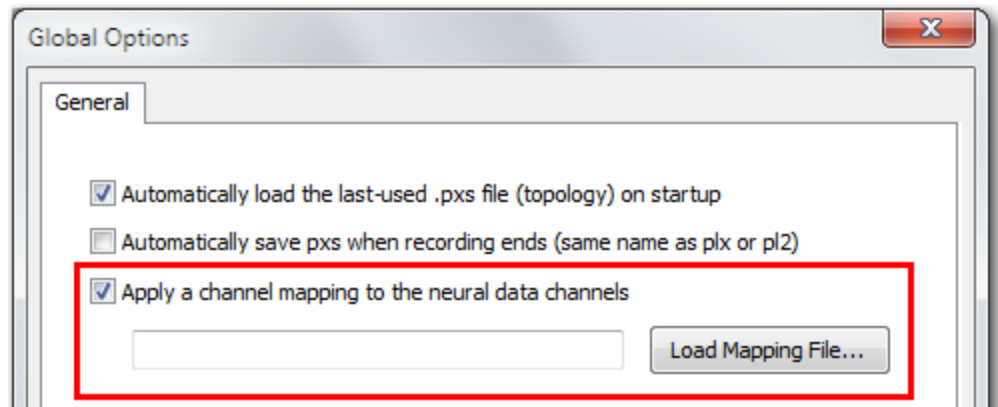 Global Options
General
Automatically load the last-used .pxs file (topology) on startup
Automatically save pxs when recording ends (same name as plx or pl2)
Apply a channel mapping to the neural data channels
Load Mapping File...